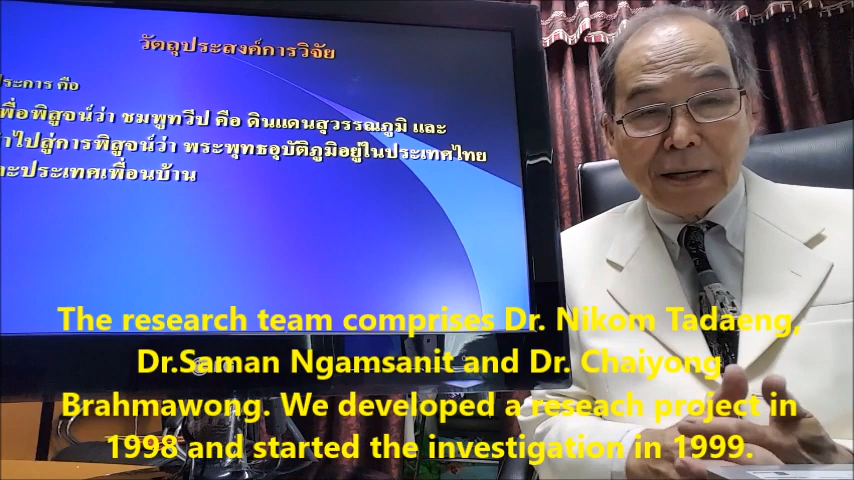 วัตถุประสงค์การวิจัย
ประการ คือ
เพื่อพิสูจน์ว่า ชมพูทวีป คือ ดินแดนสุวรรณภูมิ และ
ไปสู่การพิสูจน์ว่า พระพุทธอุบัติภูมิอยู่ในประเทศไทย
และประเทศเพื่อนบ้าน
The research team comprises Dr. Nikom Tadaeng,
Dr.Saman Ngamsanit and Dr. Chaiyong
Brahmawong. We developed a reseach project in
1998 and started the investigation in 1999.